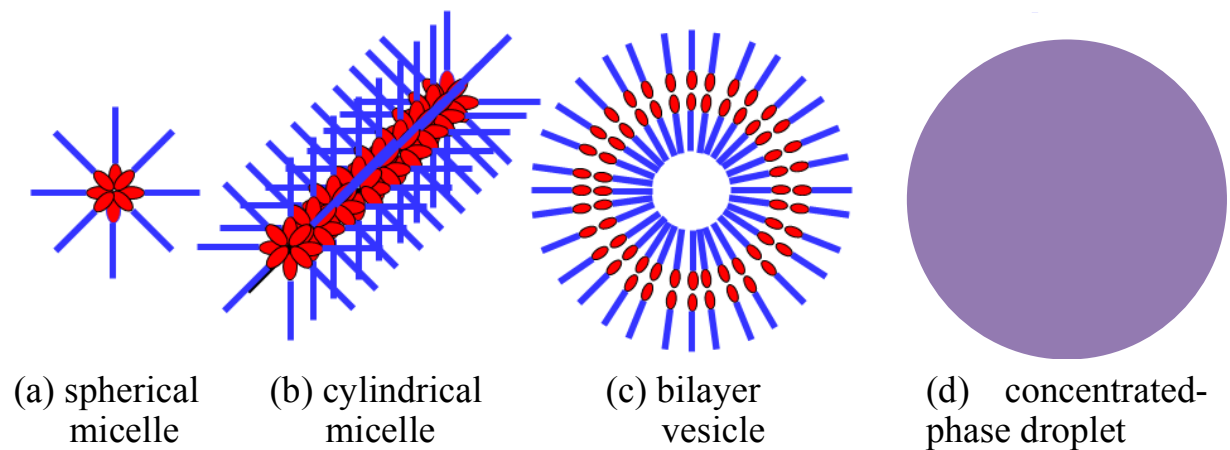 (a) spherical
micelle
(b) cylindrical
micelle
(c) bilayer
vesicle
(d) concentrated-
phase droplet